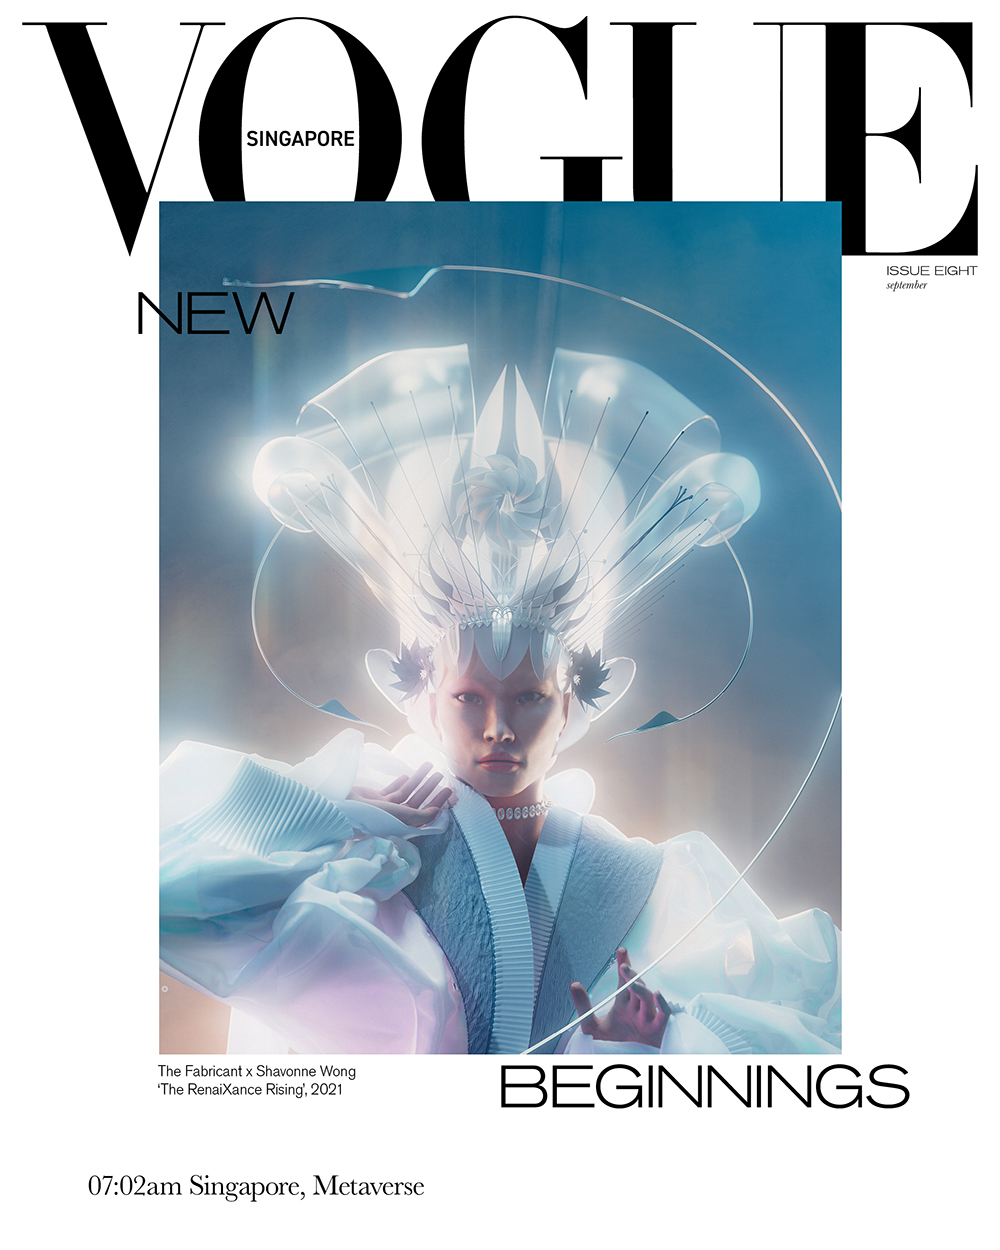 VOGUE
SINGAPORE
ISSUE EIGHT
september
NEW
The Fabricant x Shavonne Wong
‘The RenaiXance Rising’, 2021
BEGINNINGS
07:02am Singapore, Metaverse